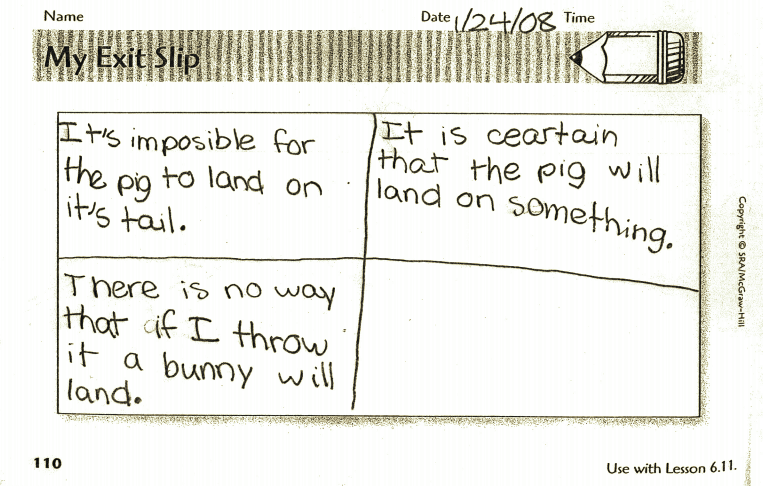 Name
Date 1/24/08 Time
My Exit Slip
It's imposible for
the pig to land on
it's tail.
It is ceartain
that the pig will
land on something.
There is no way
that if I throw
it a bunny will
land.
Copyright © SRA/McGraw-Hill
110
Use with Lesson 6.11.